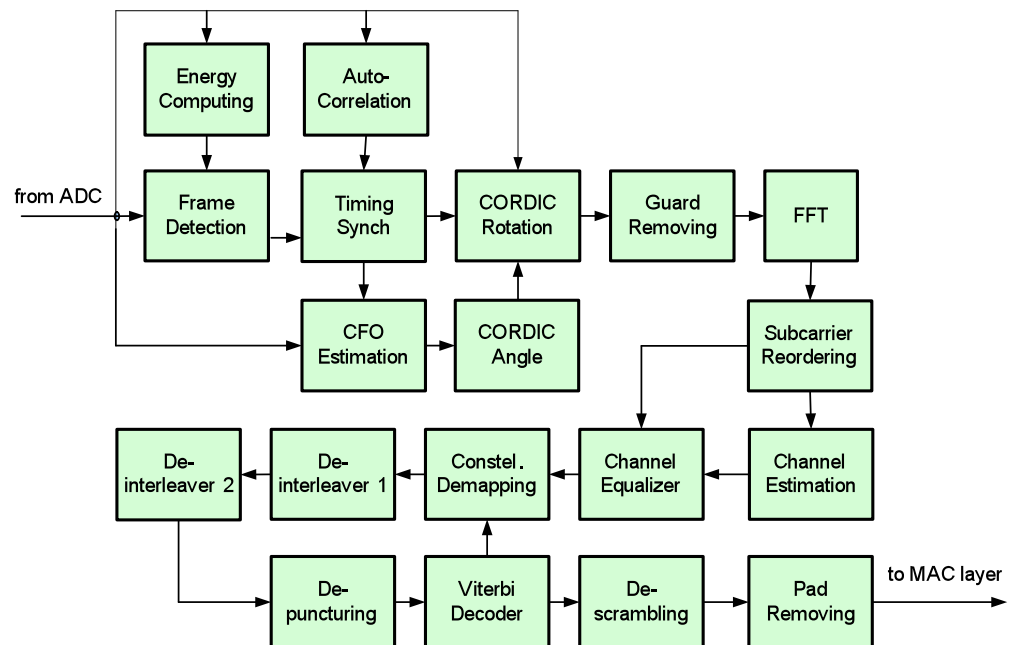 Energy
Computing
Auto-
Correlation
from ADC
Frame
Detection
Timing
Synch
CORDIC
Rotation
Guard
Removing
FFT
CFO
Estimation
CORDIC
Angle
Subcarrier
Reordering
De-
interleaver 2
De-
interleaver 1
Constel.
Demapping
Channel
Equalizer
Channel
Estimation
De-
puncturing
Viterbi
Decoder
De-
scrambling
Pad
Removing
to MAC layer